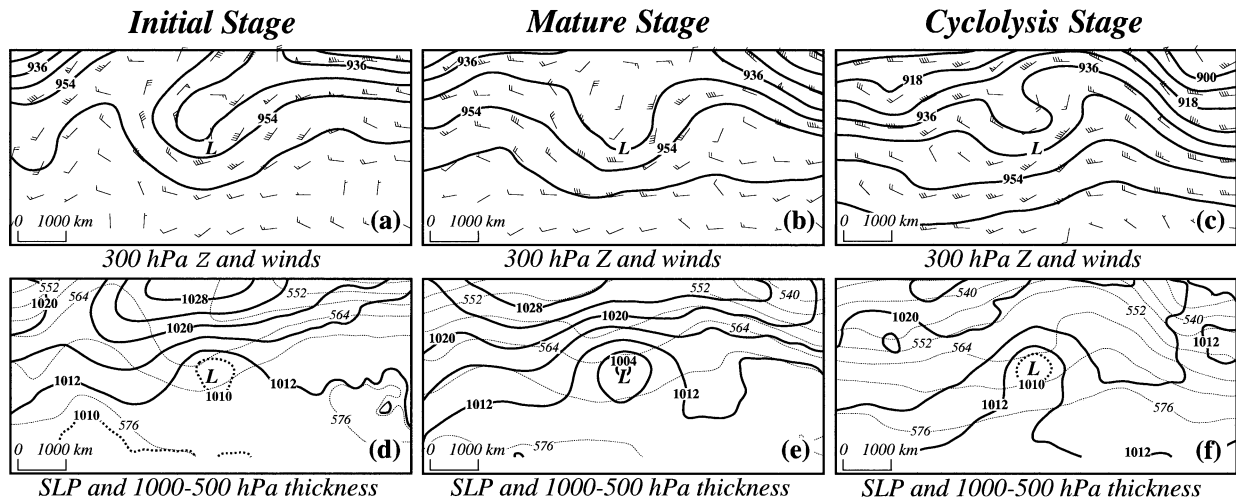 Initial Stage Mature Stage Cyclolysis Stage
936 936 936 936 918 936 900
954 954 954 954 936 954 918
L L L
0 1000 km (a) 0 1000 km (b) 0 1000 km (c)
300 hPa Z and winds 300 hPa Z and winds 300 hPa Z and winds
552 564 1028 552 552 1028 552 540 540 552
1020 1020 564 1020 1020 564 564 1020 552 564 540
1012 L 1012 1004 L 1012 L 1010 1012
1010 1010 576 576 1012 1012 576 1012 576
0 1000 km (d) 0 1000 km (e) 0 1000 km 1012 (f)
SLP and 1000-500 hPa thickness SLP and 1000-500 hPa thickness SLP and 1000-500 hPa thickness